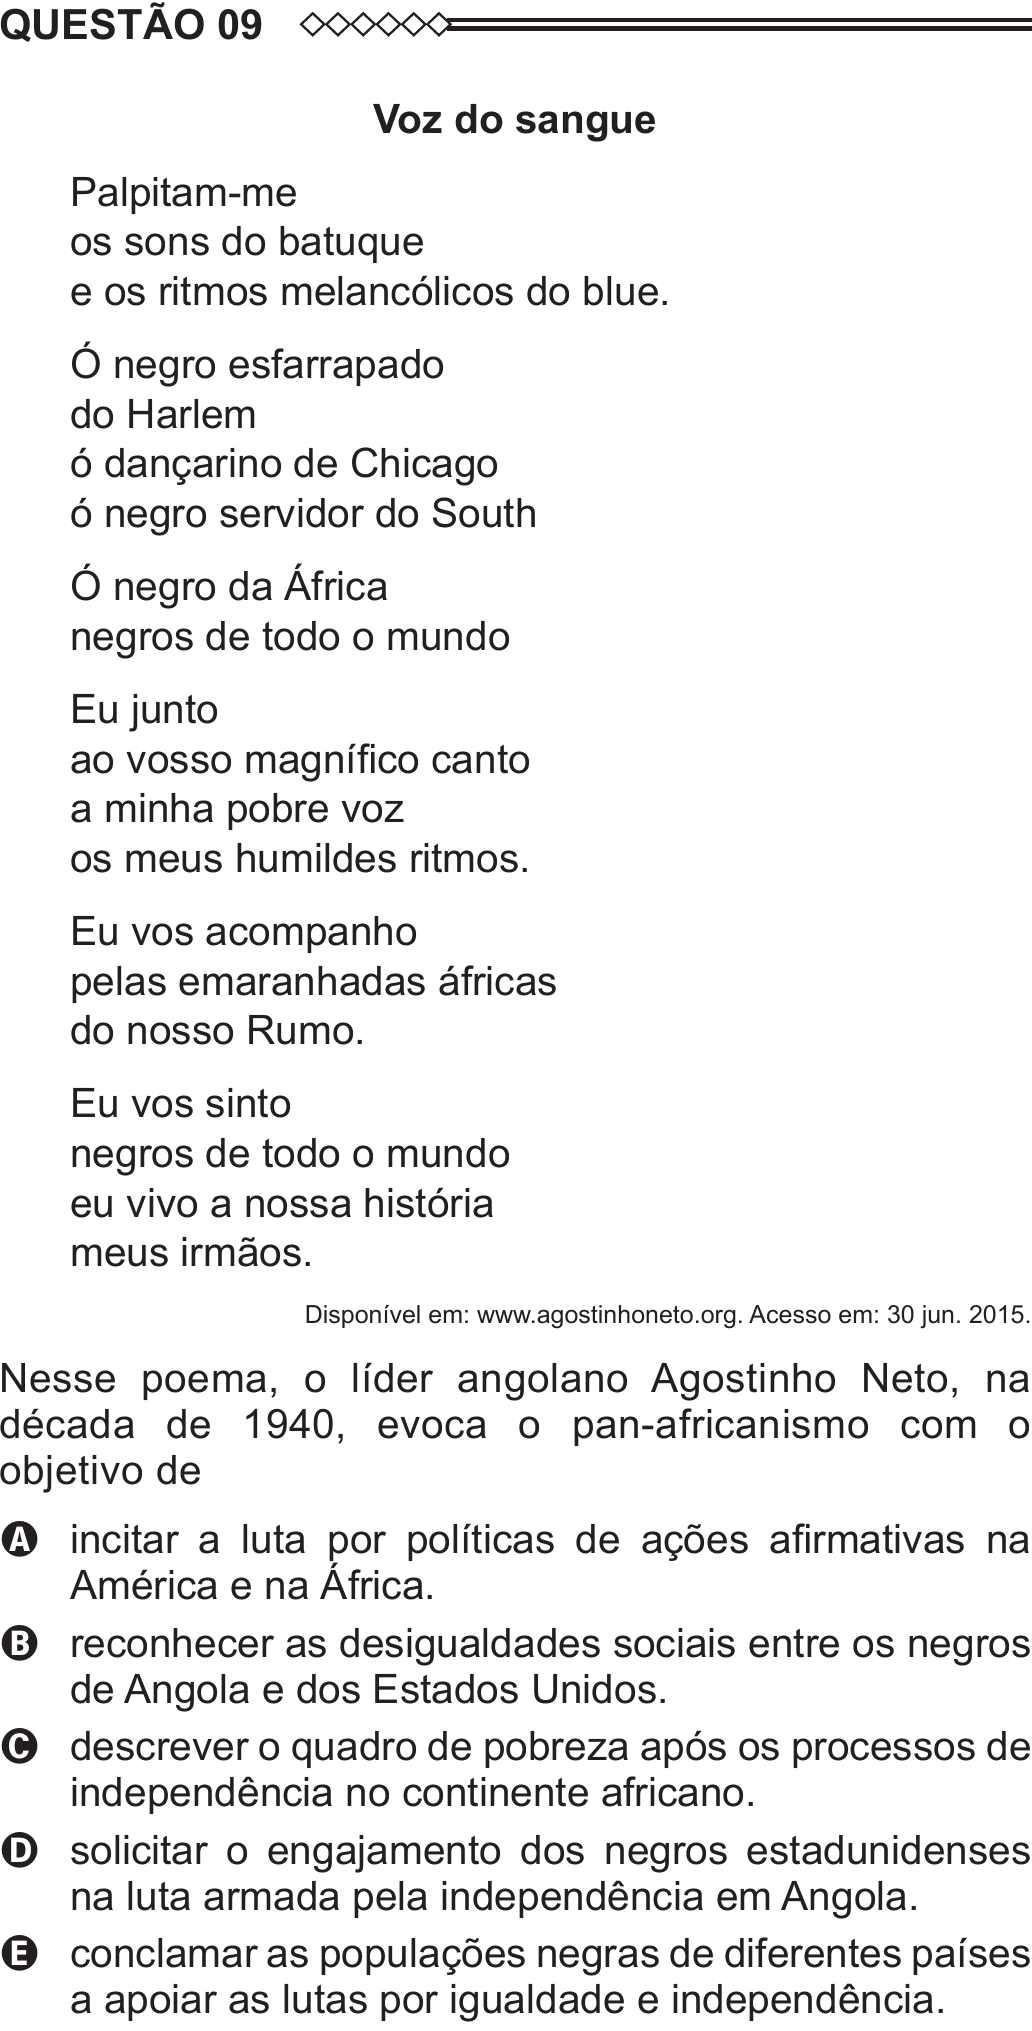 QUESTÃO 09
Voz do sangue
Palpitam-me
os sons do batuque
e os ritmos melancólicos do blue.
Ó negro esfarrapado
do Harlem
ó dançarino de Chicago
ó negro servidor do South
Ó negro da África
negros de todo o mundo
Eu junto
ao vosso magnífico canto
a minha pobre voz
os meus humildes ritmos.
Eu vos acompanho
pelas emaranhadas áfricas
do nosso Rumo.
Eu vos sinto
negros de todo o mundo
eu vivo a nossa história
meus irmãos.
Disponível em: www.agostinhoneto.org. Acesso em: 30 jun. 2015.
Nesse poema, o líder angolano Agostinho Neto, na
década de 1940, evoca o pan-africanismo com o
objetivo de
A incitar a luta por políticas de ações afirmativas na
América e na África.
B reconhecer as desigualdades sociais entre os negros
de Angola e dos Estados Unidos.
C descrever o quadro de pobreza após os processos de
independência no continente africano.
D solicitar o engajamento dos negros estadunidenses
na luta armada pela independência em Angola.
E conclamar as populações negras de diferentes países
a apoiar as lutas por igualdade e independência.